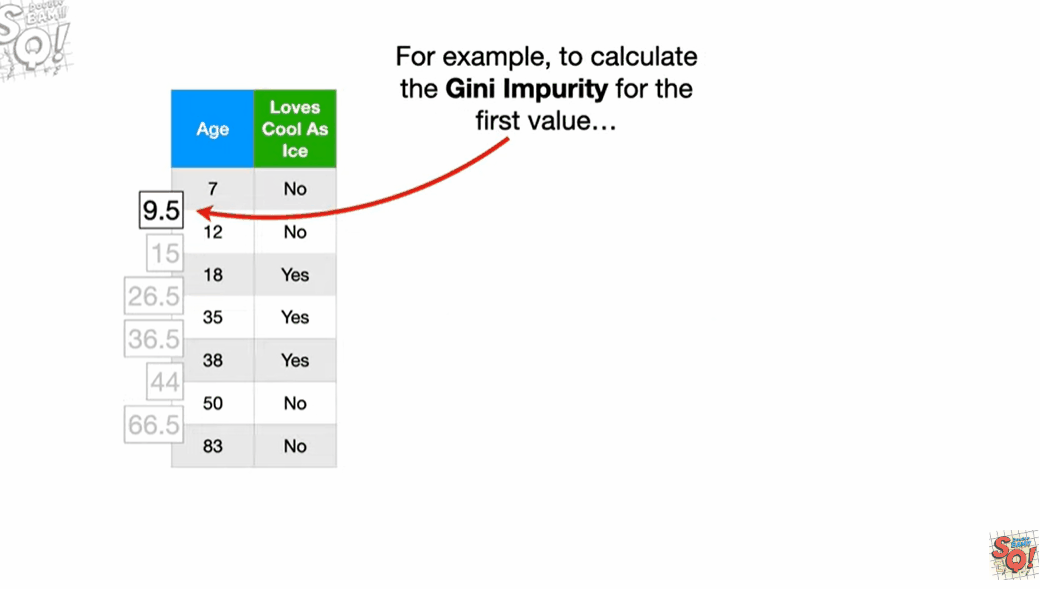 For example, to calculate
the Gini Impurity for the
first value…
Age
Loves
Cool As
Ice
7 No
9.5
12 No
15
18 Yes
26.5
35 Yes
36.5
38 Yes
44
50 No
66.5
83 No
SQ!
BAM!!
SQ!